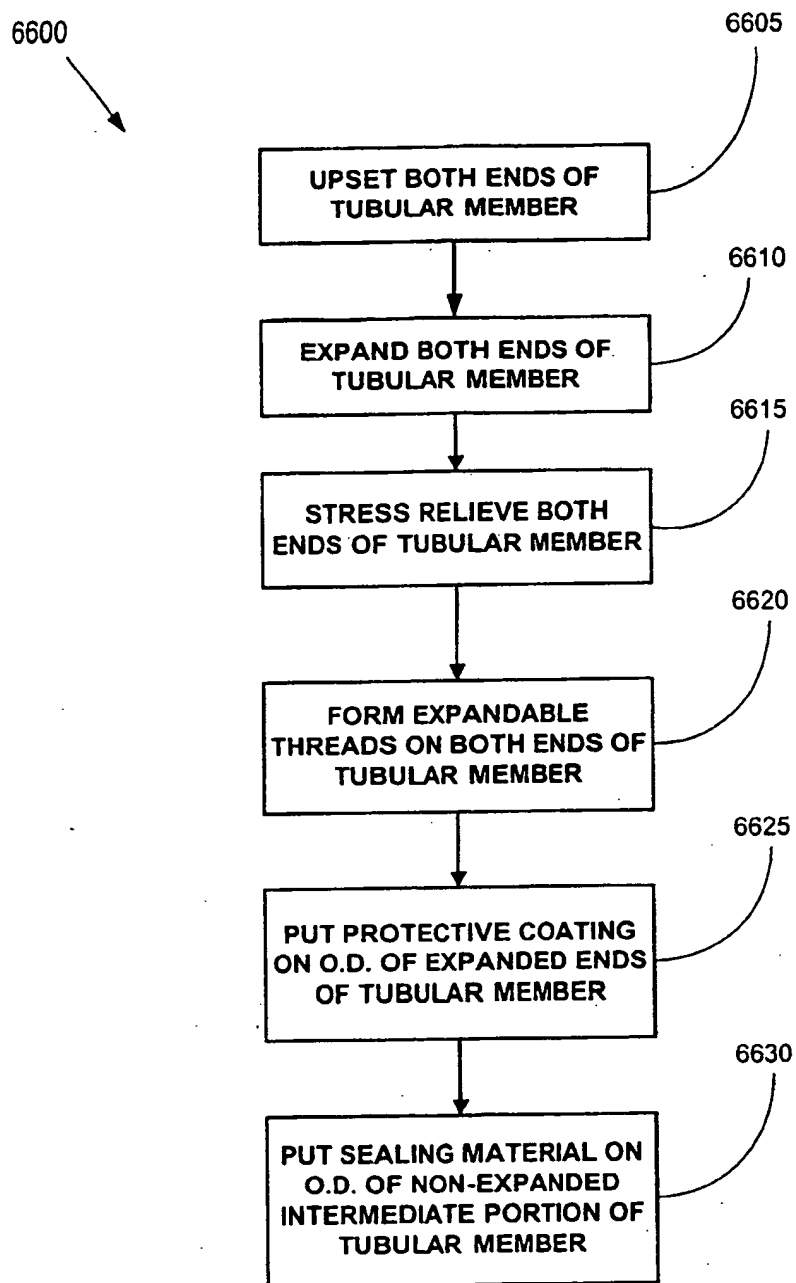 6600
6605
UPSET BOTH ENDS OF
TUBULAR MEMBER
6610
EXPAND BOTH ENDS OF
TUBULAR MEMBER
6615
STRESS RELIEVE BOTH
ENDS OF TUBULAR MEMBER
6620
FORM EXPANDABLE
THREADS ON BOTH ENDS OF
TUBULAR MEMBER
6625
PUT PROTECTIVE COATING
ON O.D. OF EXPANDED ENDS
OF TUBULAR MEMBER
6630
PUT SEALING MATERIAL ON
O.D. OF NON-EXPANDED
INTERMEDIATE PORTION OF
TUBULAR MEMBER